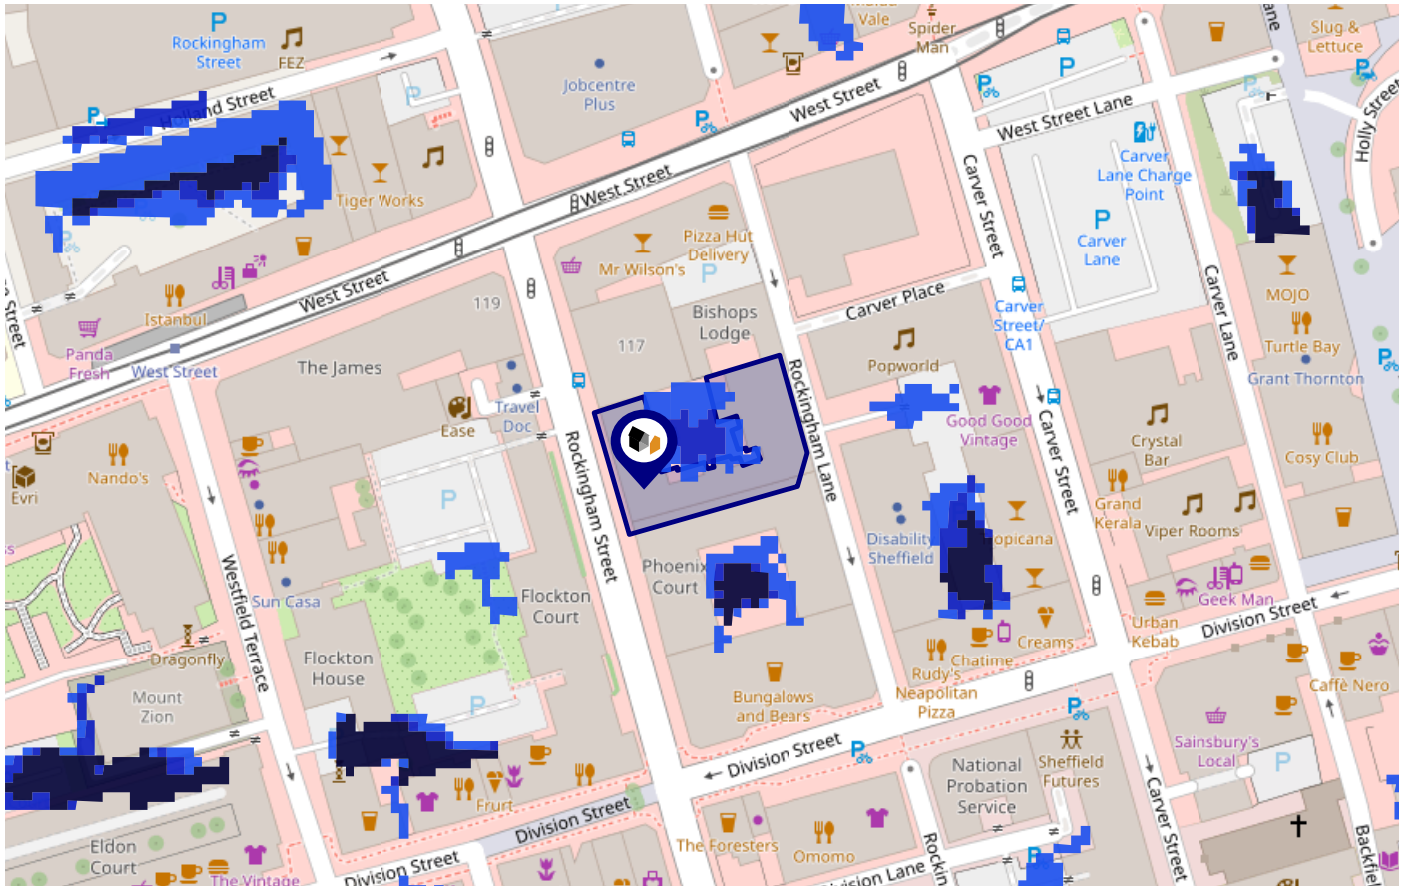 Rockingham
Street
FEZ
Holland Street
Jobcentre
Plus
Vale
Spider
Man
Slug &
Lettuce
West Street
West Street Lane
Holly Street
Carver
Lane Charge
Point
Carver
Lane
Tiger Works
West Street
Pizza Hut
Delivery
Mr Wilson's
Carver Street
West Street
119
Istanbul
Panda
Fresh
West Street
The James
Bishops
Lodge
117
Carver Place
Carver
Street/
CA1
Popworld
Carver Lane
MOJO
Turtle Bay
Grant Thornton
Travel
Doc
Ease
Rockingham Lane
Good Good
Vintage
Carver Street
Crystal
Bar
Cosy Club
Evri
Nando's
Rockingham Street
Grand
Kerala
Viper Rooms
Disability
Sheffield
opicana
Phoenix
Court
Westfield Terrace
Sun Casa
Flockton
Court
Geek Man
Urban
Kebab
Division Street
Dragonfly
Flockton
House
Mount
Zion
Creams
Chatime
Rudy's
Neapolitan
Pizza
Bungalows
and Bears
Caffè Nero
Sainsbury's
Local
Division Street
National
Probation
Service
Sheffield
Futures
Carver Street
Frurt
Division Street
The Foresters
Omomo
Eldon
Court
Division Street
The Vintage
Division Lane
Rockin
Backfie